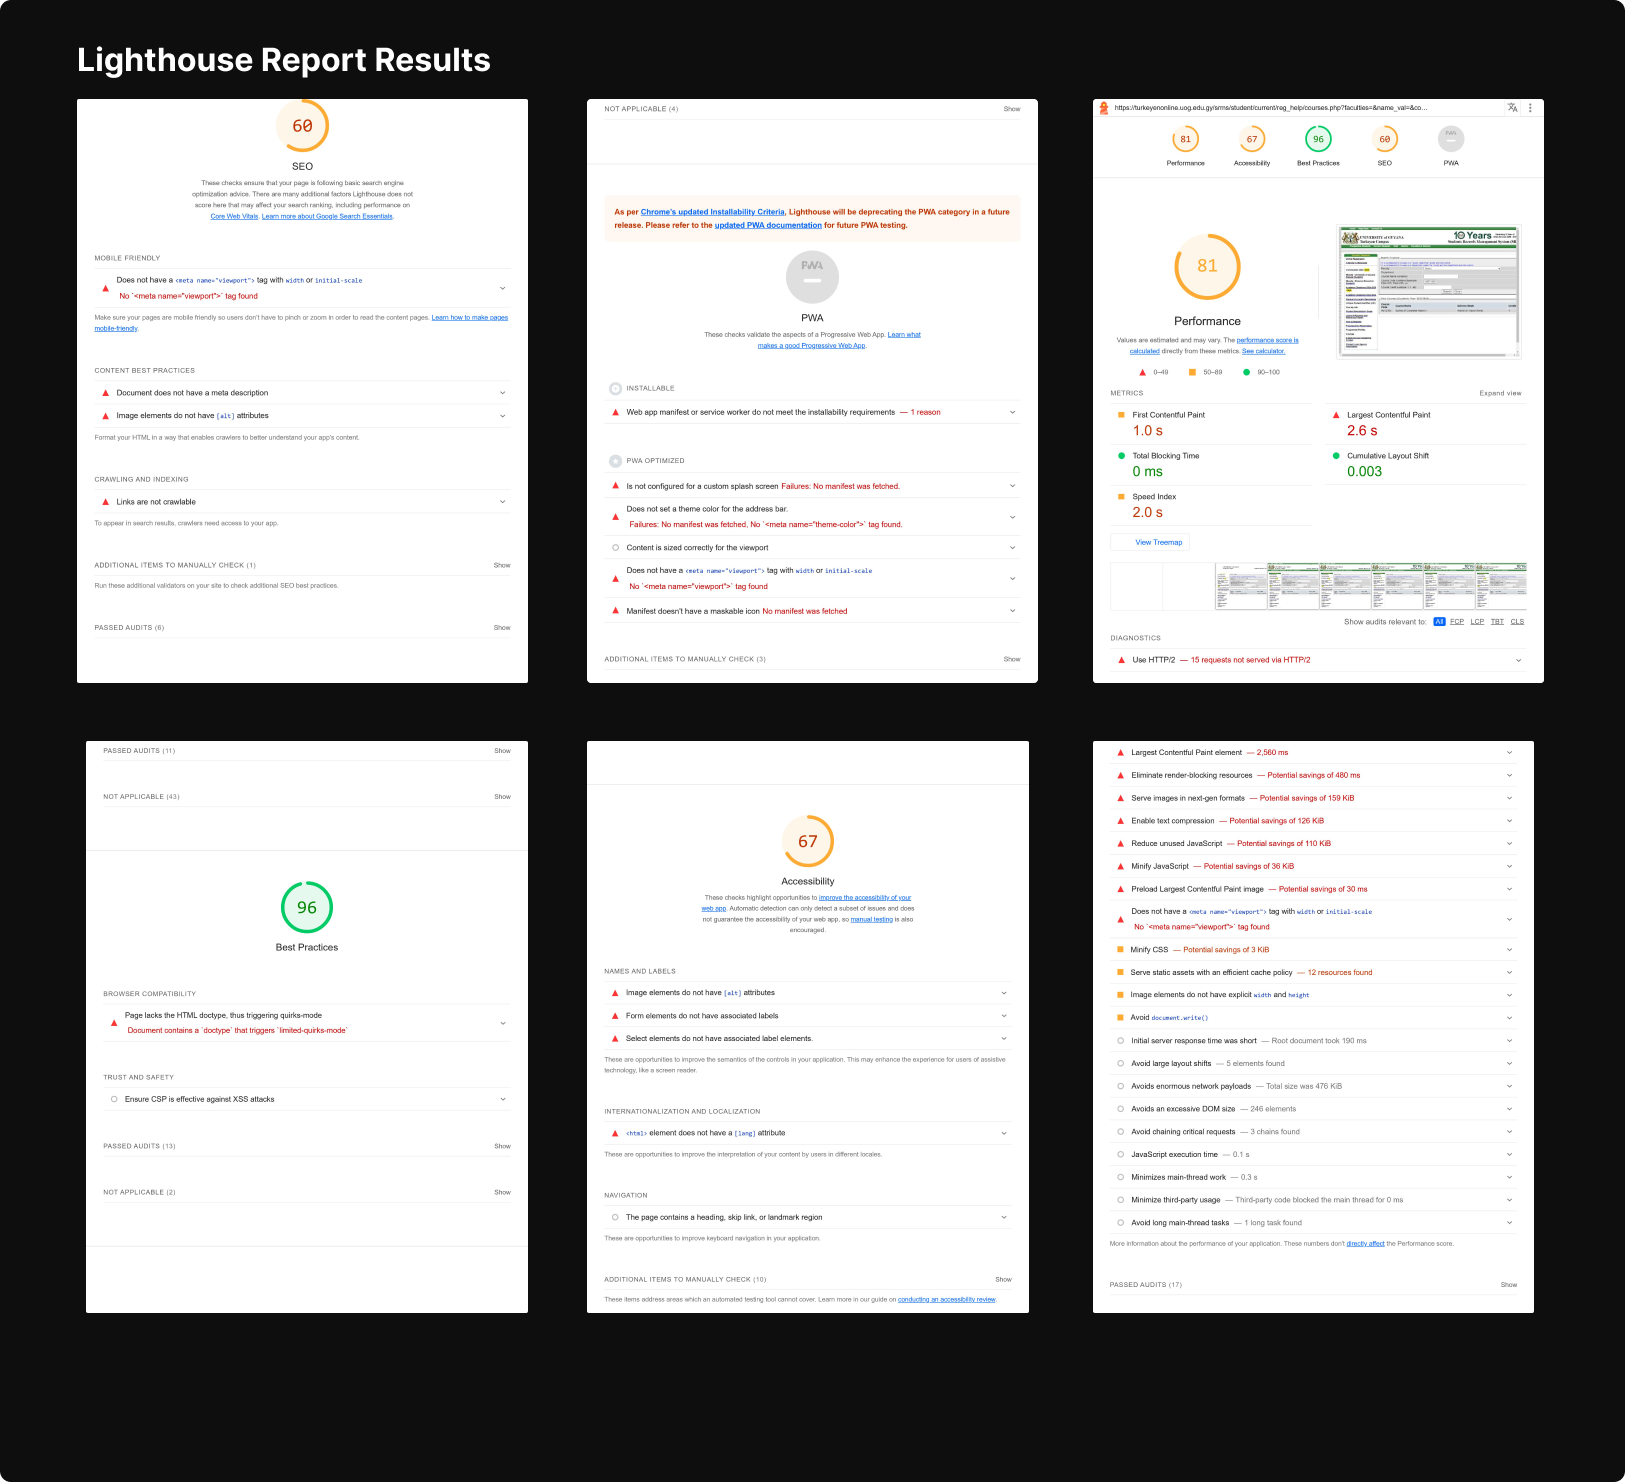 Lighthouse Report Results
60
SEO
These checks ensure that your page is following basic search engine
optimization advice. There are many additional factors Lighthouse does not
score here that may affect your search ranking, including performance on
Core Web Vitals. Learn more about Google Search Essentials.
MOBILE FRIENDLY
Does not have a <meta name="viewport"> tag with width or initial-scale
No `<meta name="viewport">` tag found
Make sure your pages are mobile friendly so users don't have to pinch or zoom in order to read the content pages. Learn how to make pages
mobile-friendly.
CONTENT BEST PRACTICES
Document does not have a meta description
Image elements do not have [alt] attributes
Format your HTML in a way that enables crawlers to better understand your app's content.
CRAWLING AND INDEXING
Links are not crawlable
To appear in search results, crawlers need access to your app.
ADDITIONAL ITEMS TO MANUALLY CHECK (1) Show
Run these additional validators on your site to check additional SEO best practices.
PASSED AUDITS (6) Show
NOT APPLICABLE (4) Show
As per Chrome's updated Installability Criteria, Lighthouse will be deprecating the PWA category in a future
release. Please refer to the updated PWA documentation for future PWA testing.
PWA
PWA
These checks validate the aspects of a Progressive Web App. Learn what
makes a good Progressive Web App.
INSTALLABLE
Web app manifest or service worker do not meet the installability requirements — 1 reason
PWA OPTIMIZED
Is not configured for a custom splash screen Failures: No manifest was fetched.
Does not set a theme color for the address bar.
Failures: No manifest was fetched, No `<meta name="theme-color">` tag found.
Content is sized correctly for the viewport
Does not have a <meta name="viewport"> tag with width or initial-scale
No `<meta name="viewport">` tag found
Manifest doesn't have a maskable icon No manifest was fetched
ADDITIONAL ITEMS TO MANUALLY CHECK (3) Show
https://turkeyenonline.uog.edu.gy/srms/student/current/reg_help/courses.php?faculties=&name_val=&co...
81 67 96 60 PWA
Performance Accessibility Best Practices SEO PWA
81
Performance
Values are estimated and may vary. The performance score is
calculated directly from these metrics. See calculator.
0–49 50–89 90–100
UNIVERSITY of GUYANA
Turkeyen Campus
10 Years
Students Records Management System
METRICS Expand view
First Contentful Paint
1.0 s
Largest Contentful Paint
2.6 s
Total Blocking Time
0 ms
Cumulative Layout Shift
0.003
Speed Index
2.0 s
View Treemap
Show audits relevant to: All FCP LCP TBT CLS
DIAGNOSTICS
Use HTTP/2 — 15 requests not served via HTTP/2
PASSED AUDITS (11) Show
NOT APPLICABLE (43) Show
96
Best Practices
BROWSER COMPATIBILITY
Page lacks the HTML doctype, thus triggering quirks-mode
Document contains a `doctype` that triggers `limited-quirks-mode`
TRUST AND SAFETY
Ensure CSP is effective against XSS attacks
PASSED AUDITS (13) Show
NOT APPLICABLE (2) Show
67
Accessibility
These checks highlight opportunities to improve the accessibility of your
web app. Automatic detection can only detect a subset of issues and does
not guarantee the accessibility of your web app, so manual testing is also
encouraged.
NAMES AND LABELS
Image elements do not have [alt] attributes
Form elements do not have associated labels
Select elements do not have associated label elements.
These are opportunities to improve the semantics of the controls in your application. This may enhance the experience for users of assistive
technology, like a screen reader.
INTERNATIONALIZATION AND LOCALIZATION
<html> element does not have a [lang] attribute
These are opportunities to improve the interpretation of your content by users in different locales.
NAVIGATION
The page contains a heading, skip link, or landmark region
These are opportunities to improve keyboard navigation in your application.
ADDITIONAL ITEMS TO MANUALLY CHECK (10) Show
These items address areas which an automated testing tool cannot cover. Learn more in our guide on conducting an accessibility review.
Largest Contentful Paint element — 2,560 ms
Eliminate render-blocking resources — Potential savings of 480 ms
Serve images in next-gen formats — Potential savings of 159 KiB
Enable text compression — Potential savings of 126 KiB
Reduce unused JavaScript — Potential savings of 110 KiB
Minify JavaScript — Potential savings of 36 KiB
Preload Largest Contentful Paint image — Potential savings of 30 ms
Does not have a <meta name="viewport"> tag with width or initial-scale
No `<meta name="viewport">` tag found
Minify CSS — Potential savings of 3 KiB
Serve static assets with an efficient cache policy — 12 resources found
Image elements do not have explicit width and height
Avoid document.write()
Initial server response time was short — Root document took 190 ms
Avoid large layout shifts — 5 elements found
Avoids enormous network payloads — Total size was 476 KiB
Avoids an excessive DOM size — 246 elements
Avoid chaining critical requests — 3 chains found
JavaScript execution time — 0.1 s
Minimizes main-thread work — 0.3 s
Minimize third-party usage — Third-party code blocked the main thread for 0 ms
Avoid long main-thread tasks — 1 long task found
More information about the performance of your application. These numbers don't directly affect the Performance score.
PASSED AUDITS (17) Show